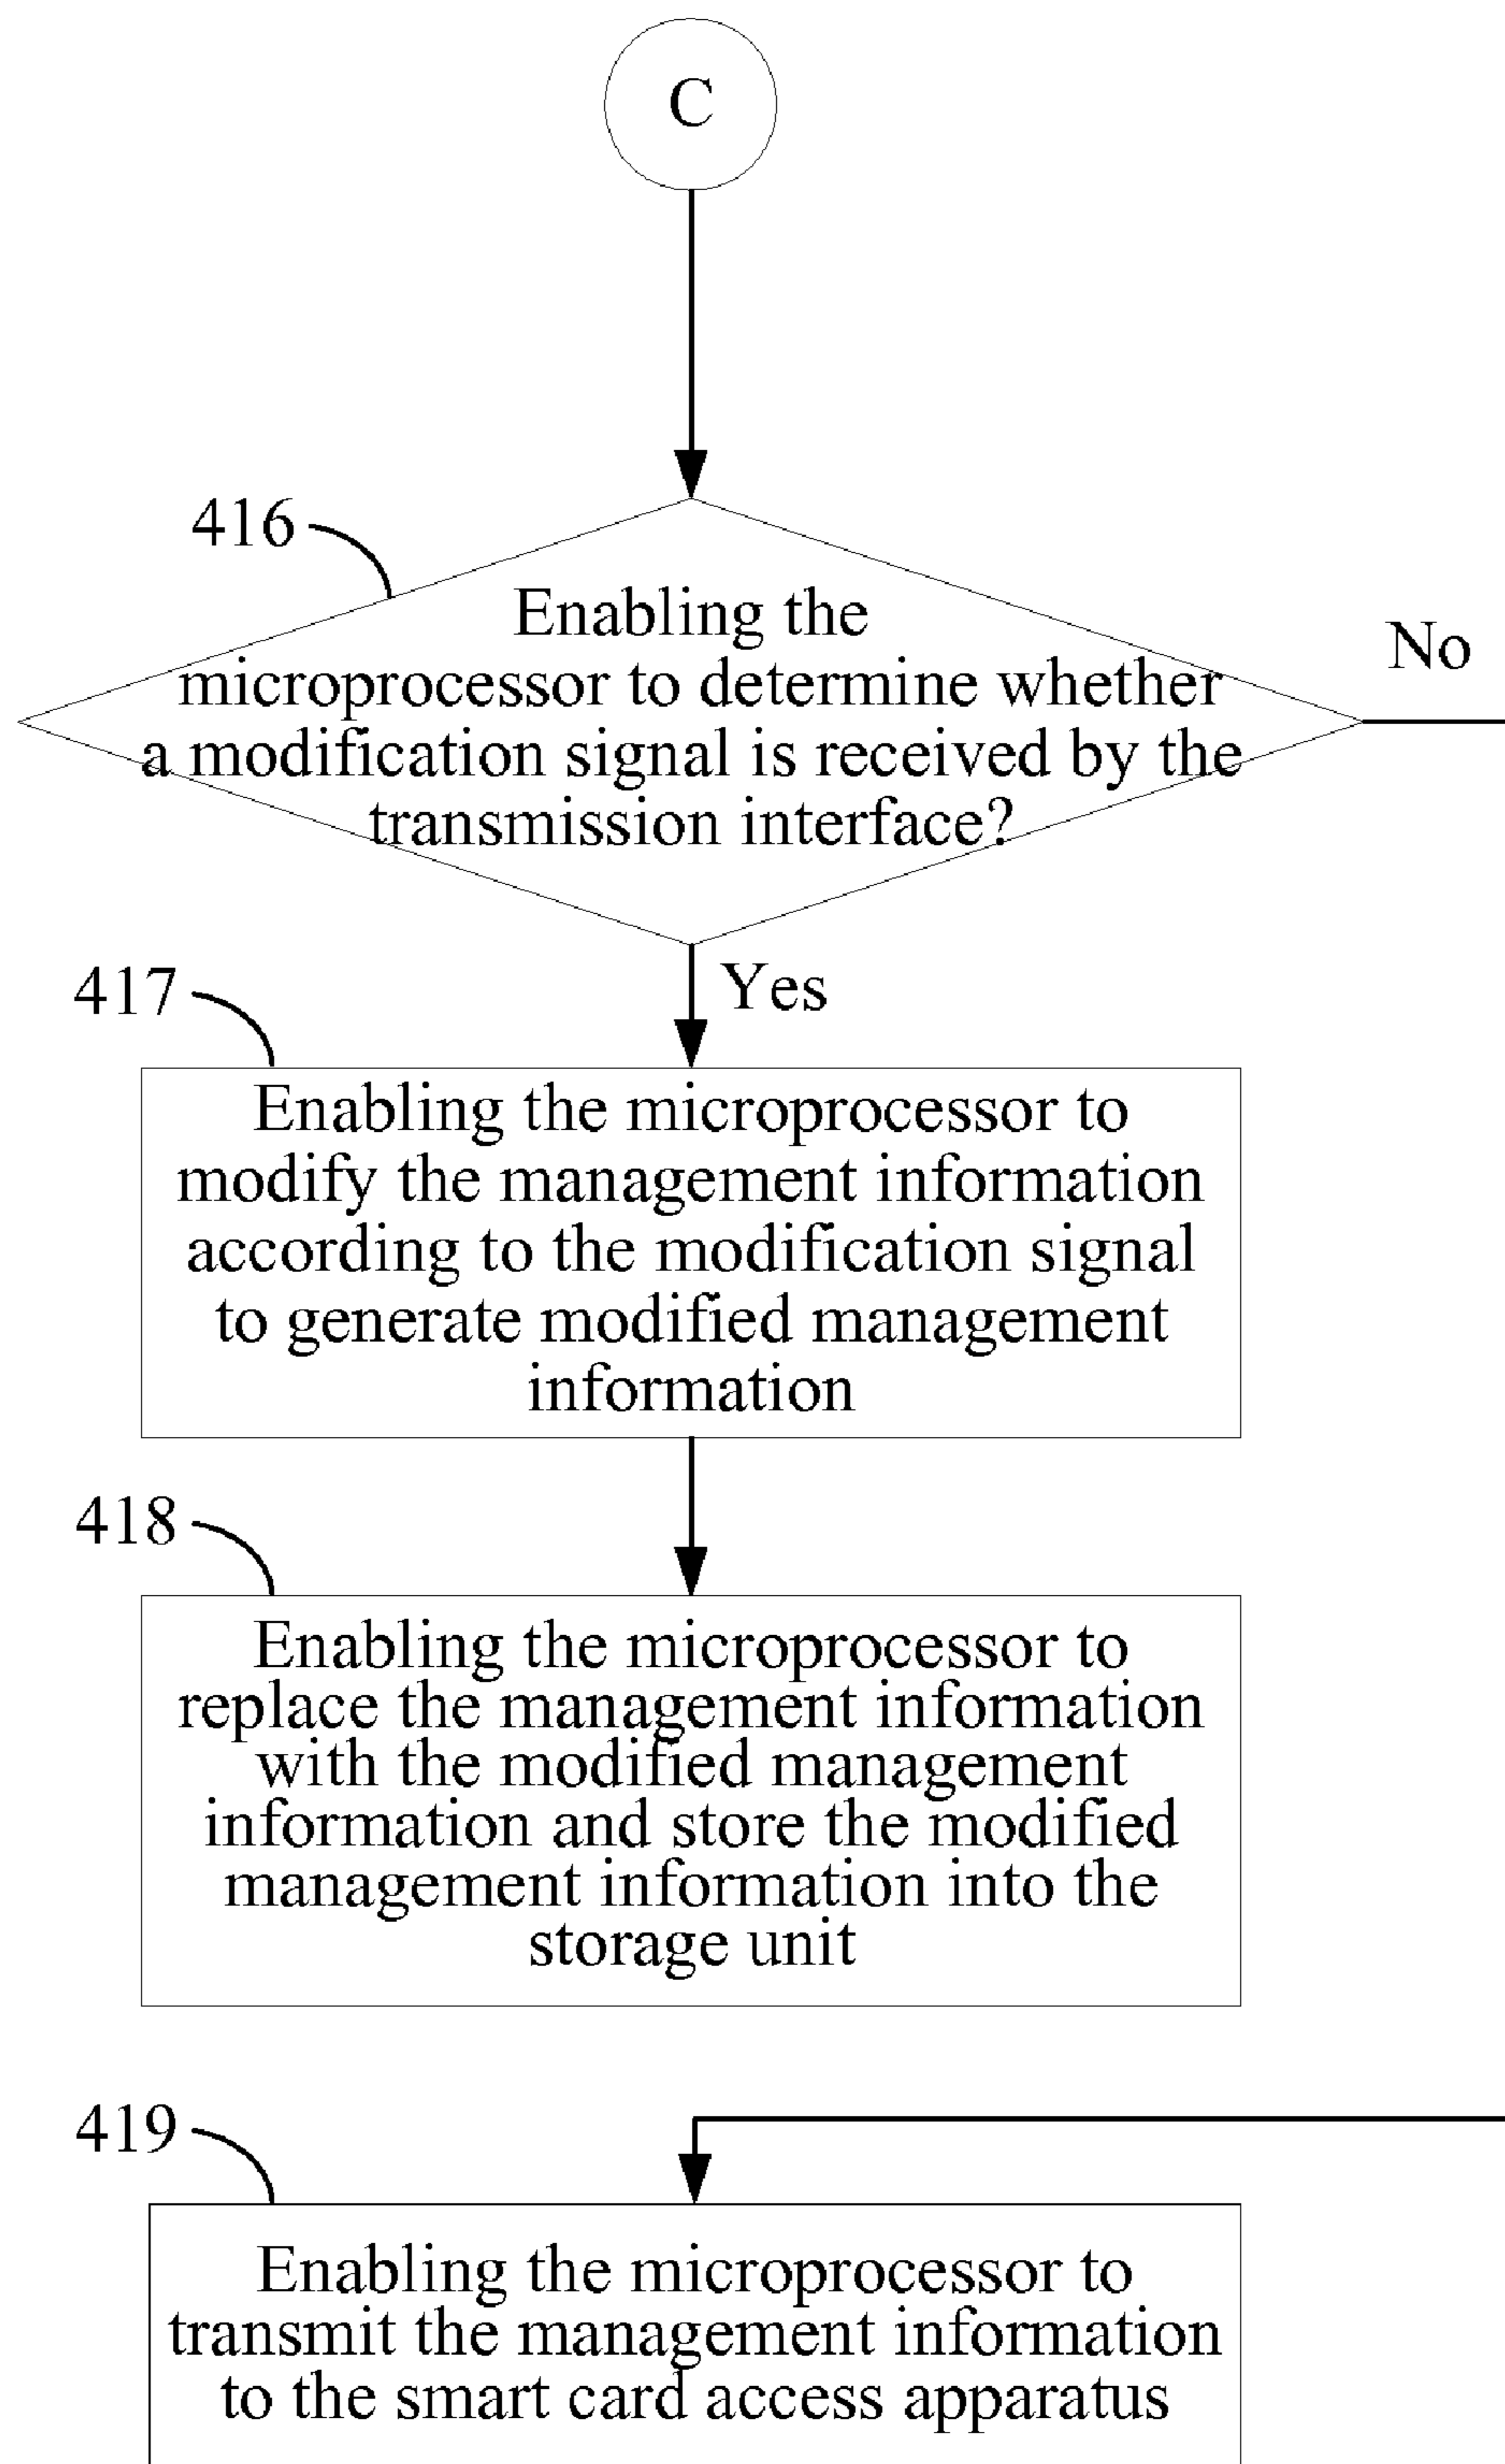 C
416
Enabling the
microprocessor to determine whether
a modification signal is received by the
transmission interface?
No
Yes
417
Enabling the microprocessor to
modify the management information
according to the modification signal
to generate modified management
information
418
Enabling the microprocessor to
replace the management information
with the modified management
information and store the modified
management information into the
storage unit
419
Enabling the microprocessor to
transmit the management information
to the smart card access apparatus